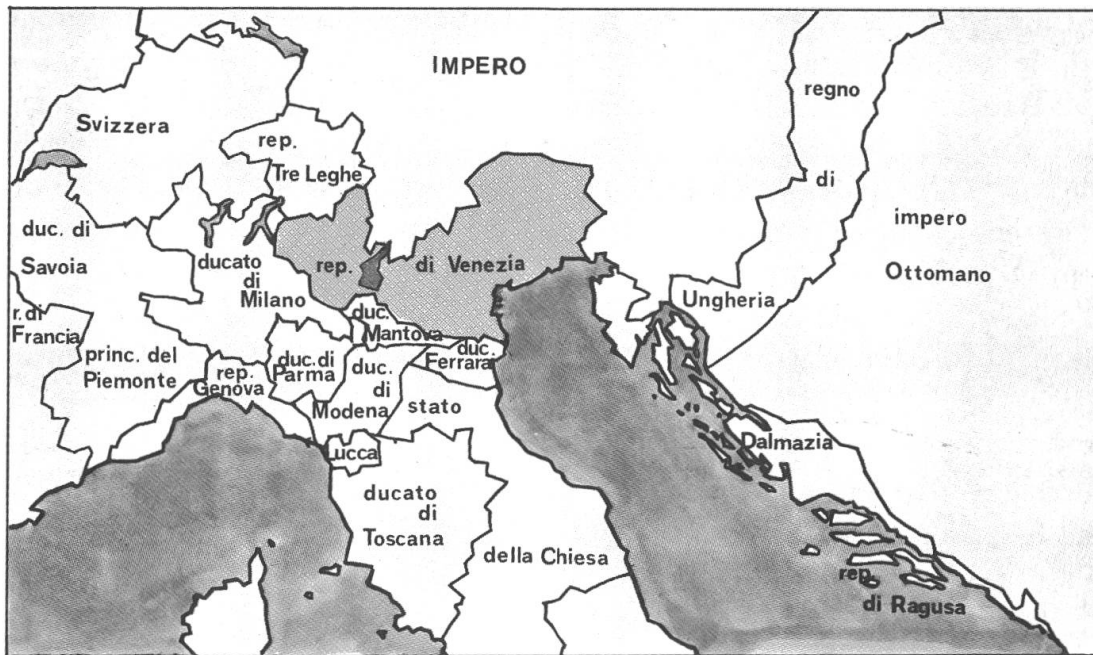 IMPERO
regno
di
Ungheria
Svizzera
rep.
Tre Leghe
impero
Ottomano
duc. di
Savoia
ducato
di
Milano
rep.
di Venezia
r. di
Francia
princ. del
Piemonte
rep.
Genova
duc. di
Parma
duc.
Mantova
duc.
di
Modena
duc.
Ferrara
stato
della Chiesa
Lucca
ducato
di
Toscana
Dalmazia
rep.
di Ragusa